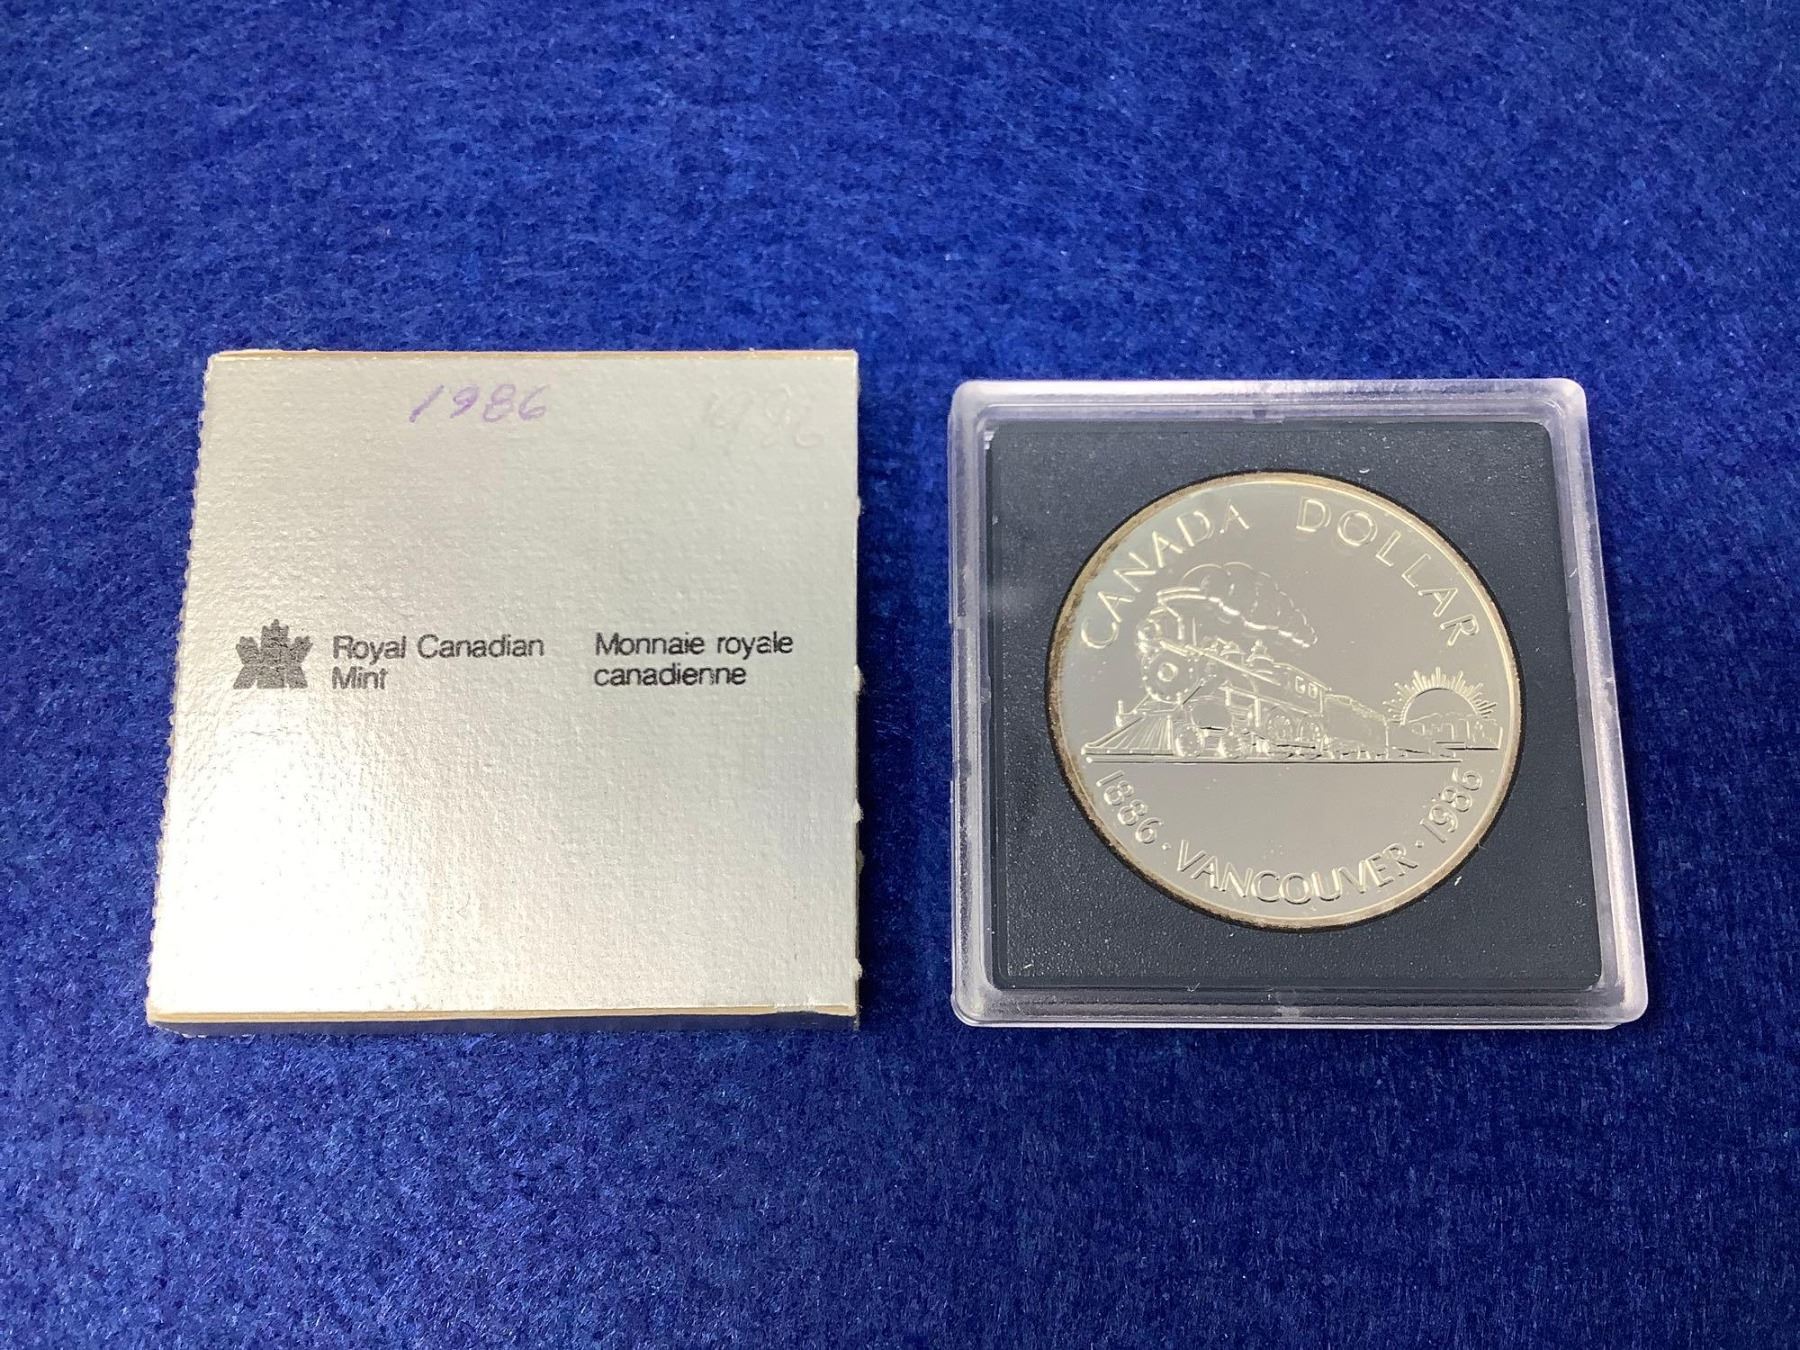 1986
Royal Canadian
Mint
Monnaie royale
canadienne
CANADA DOLLAR
1886 · VANCOUVER · 1986